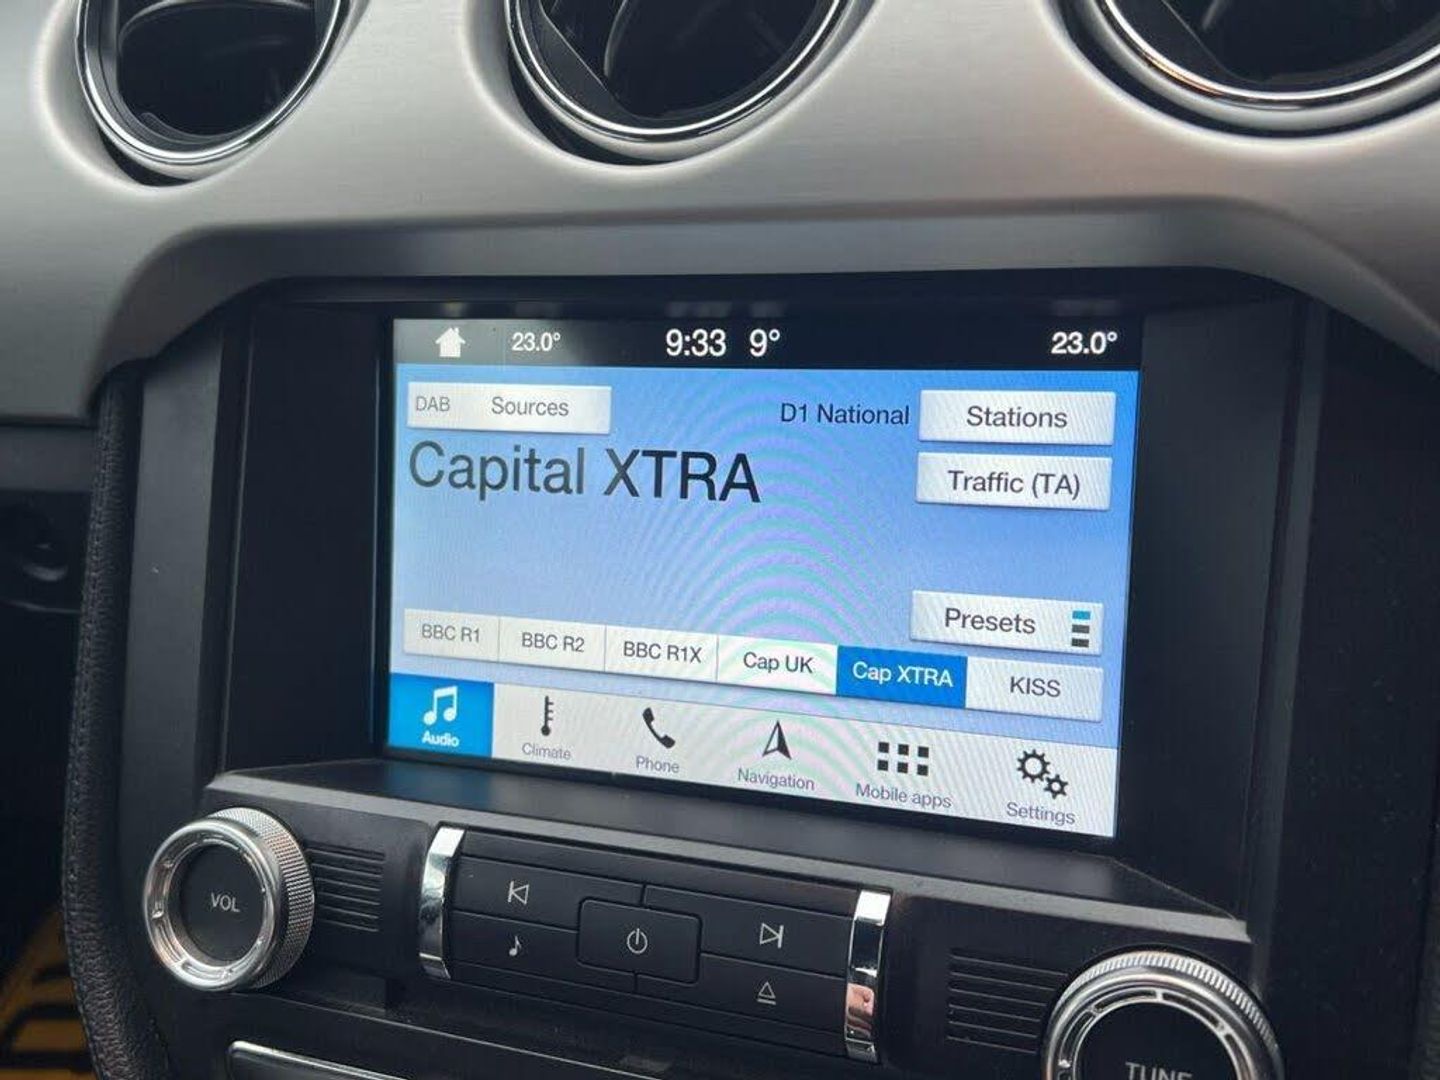 23.0° 9:33 9° 23.0°
DAB Sources D1 National Stations
Capital XTRA
Traffic (TA)
Presets
BBC R1 BBC R2 BBC R1X Cap UK Cap XTRA KISS
Audio Climate Phone Navigation Mobile apps Settings
VOL
TUNE